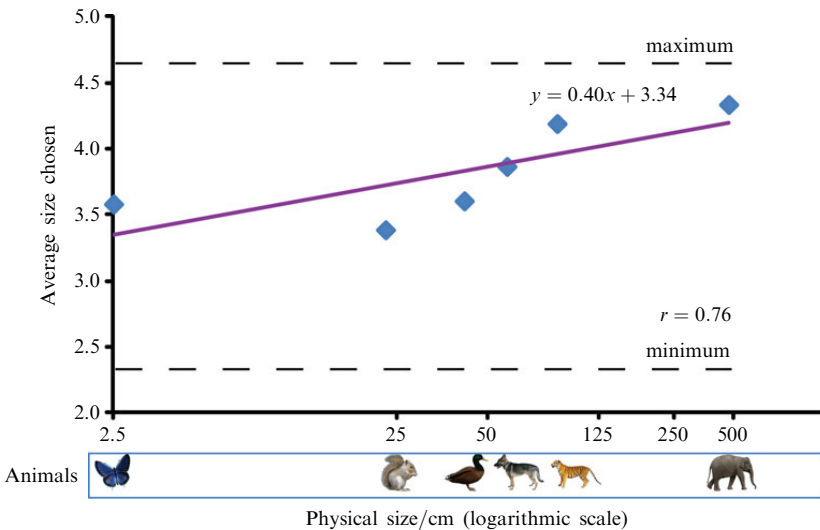 5.0
maximum
4.5
y = 0.40x + 3.34
4.0
Average size chosen
3.5
3.0
r = 0.76
2.5
minimum
2.0
2.5 25 50 125 250 500
Animals
Physical size/cm (logarithmic scale)